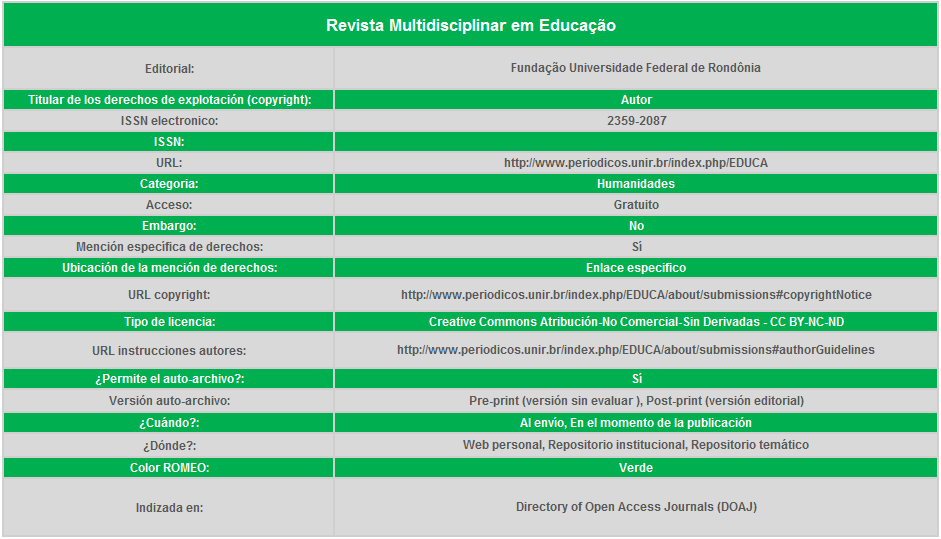 Revista Multidisciplinar em Educação
Editorial: Fundação Universidade Federal de Rondônia
Titular de los derechos de explotación (copyright): Autor
ISSN electronico: 2359-2087
ISSN:
URL: http://www.periodicos.unir.br/index.php/EDUCA
Categoria: Humanidades
Acceso: Gratuito
Embargo: No
Mención específica de derechos: Sí
Ubicación de la mención de derechos: Enlace especifico
URL copyright: http://www.periodicos.unir.br/index.php/EDUCA/about/submissions#copyrightNotice
Tipo de licencia: Creative Commons Atribución-No Comercial-Sin Derivadas - CC BY-NC-ND
URL instrucciones autores: http://www.periodicos.unir.br/index.php/EDUCA/about/submissions#authorGuidelines
¿Permite el auto-archivo?: Sí
Versión auto-archivo: Pre-print (versión sin evaluar ), Post-print (versión editorial)
¿Cuándo?: Al envío, En el momento de la publicación
¿Dónde?: Web personal, Repositorio institucional, Repositorio temático
Color ROMEO: Verde
Indizada en: Directory of Open Access Journals (DOAJ)